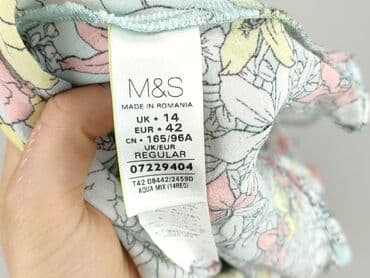 M&S
MADE IN ROMANIA
UK • 14
EUR • 42
CN • 165/96A
UK/EUR
REGULAR
07229404
T42 08442/2459D
AQUA MIX (14REG)